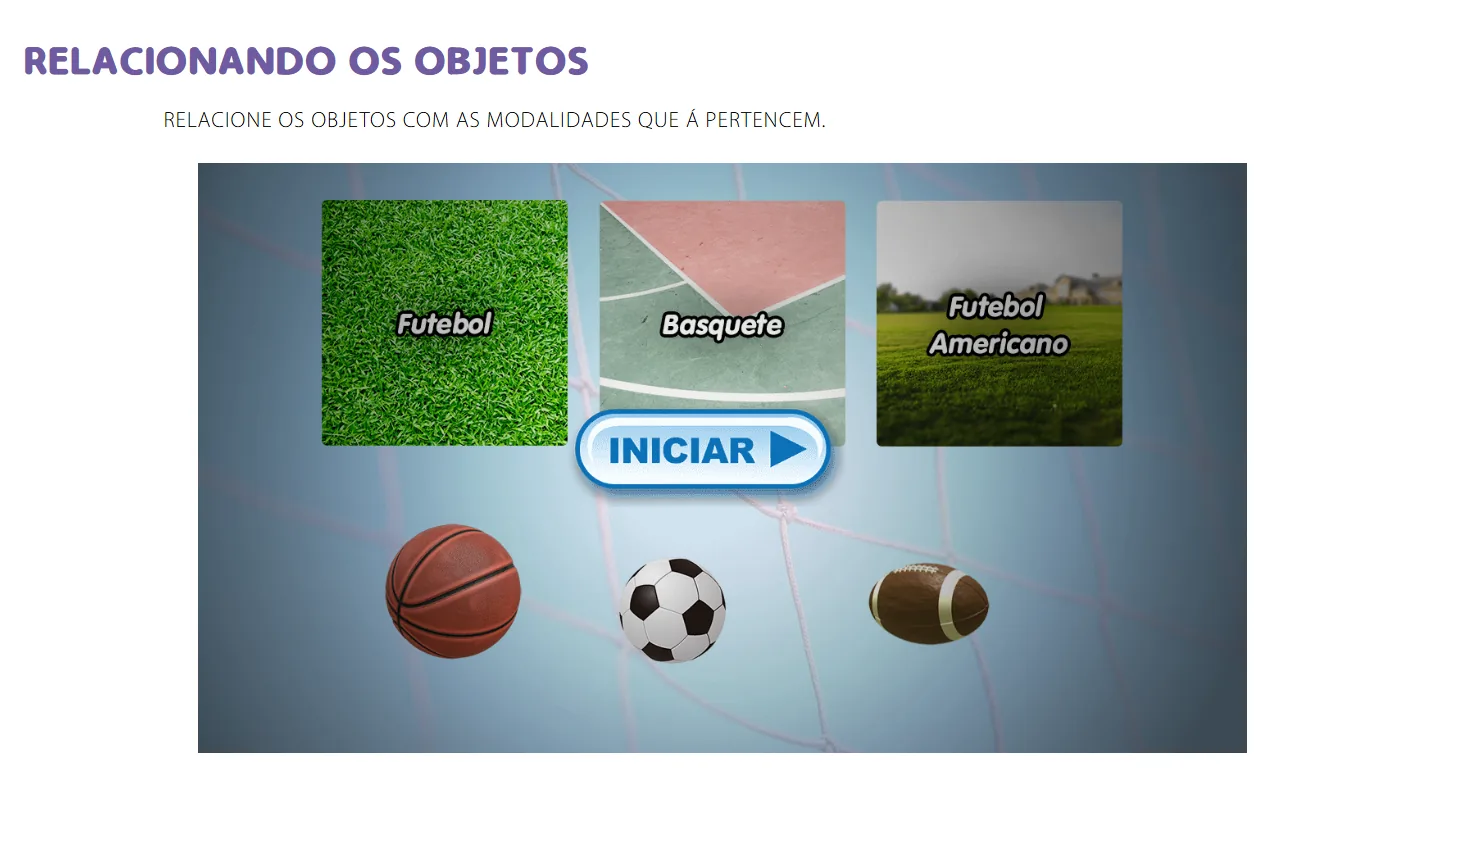 RELACIONANDO OS OBJETOS
RELACIONE OS OBJETOS COM AS MODALIDADES QUE Á PERTENCEM.
Futebol
Basquete
Futebol
Americano
INICIAR